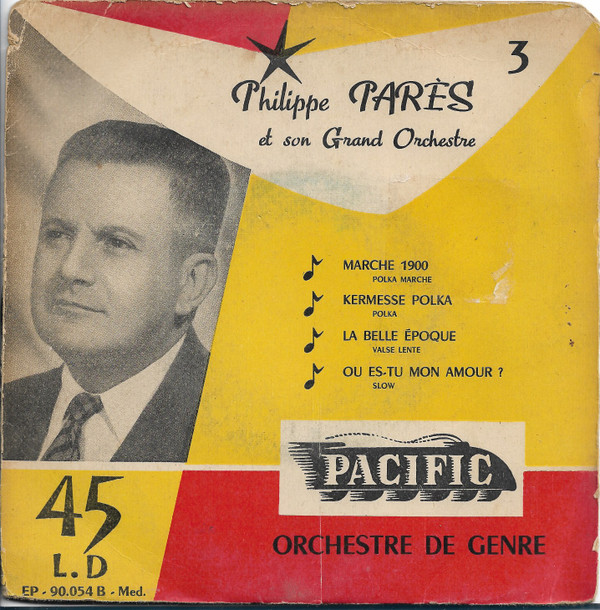 3
Philippe PARÈS
et son Grand Orchestre
MARCHE 1900
POLKA MARCHE
KERMESSE POLKA
POLKA
LA BELLE ÉPOQUE
VALSE LENTE
OU ES-TU MON AMOUR ?
SLOW
PACIFIC
ORCHESTRE DE GENRE
45
L.D
EP - 90.054 B - Med.